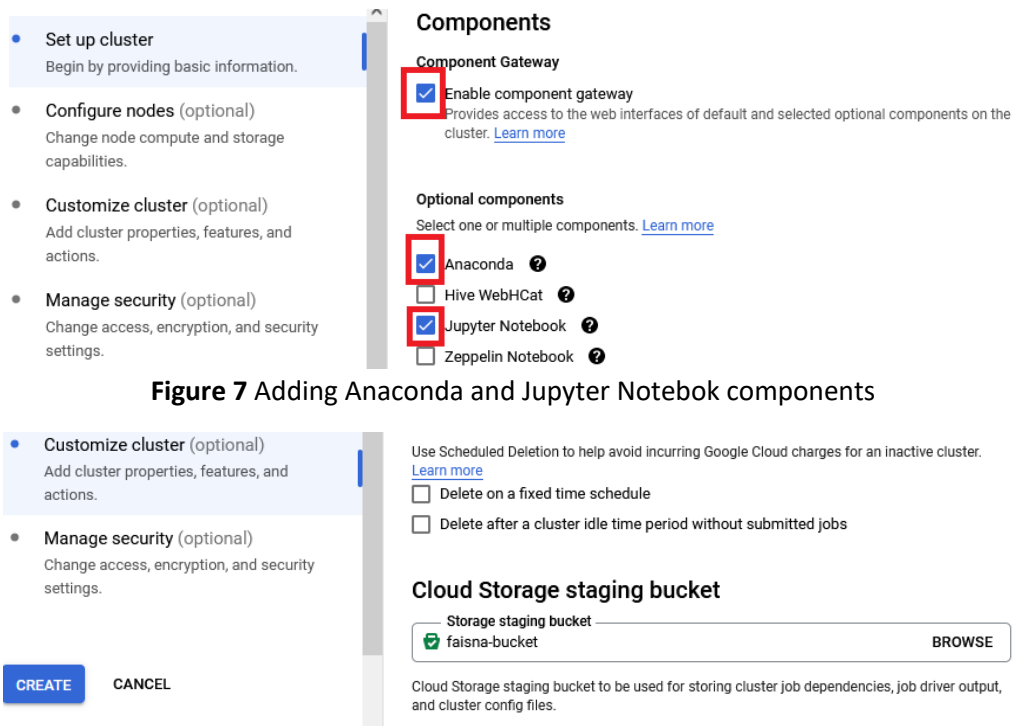 Set up cluster
Begin by providing basic information.
Configure nodes (optional)
Change node compute and storage
capabilities.
Customize cluster (optional)
Add cluster properties, features, and
actions.
Manage security (optional)
Change access, encryption, and security
settings.
Components
Component Gateway
Enable component gateway
Provides access to the web interfaces of default and selected optional components on the
cluster. Learn more
Optional components
Select one or multiple components. Learn more
Anaconda
Hive WebHCat
Jupyter Notebook
Zeppelin Notebook
Figure 7 Adding Anaconda and Jupyter Notebok components
Customize cluster (optional)
Add cluster properties, features, and
actions.
Manage security (optional)
Change access, encryption, and security
settings.
CREATE CANCEL
Use Scheduled Deletion to help avoid incurring Google Cloud charges for an inactive cluster.
Learn more
Delete on a fixed time schedule
Delete after a cluster idle time period without submitted jobs
Cloud Storage staging bucket
Storage staging bucket
faisna-bucket BROWSE
Cloud Storage staging bucket to be used for storing cluster job dependencies, job driver output,
and cluster config files.